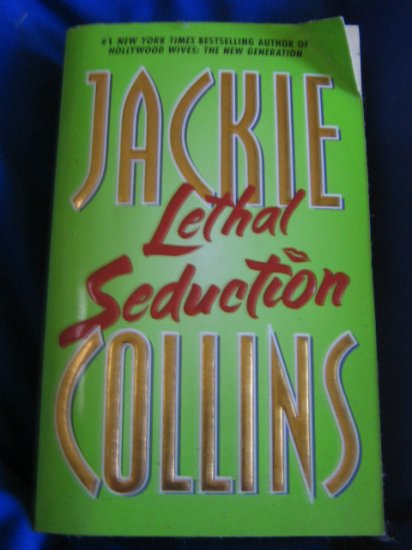 #1 NEW YORK TIMES BESTSELLING AUTHOR OF
HOLLYWOOD WIVES: THE NEW GENERATION
JACKIE
Lethal
Seduction
COLLINS